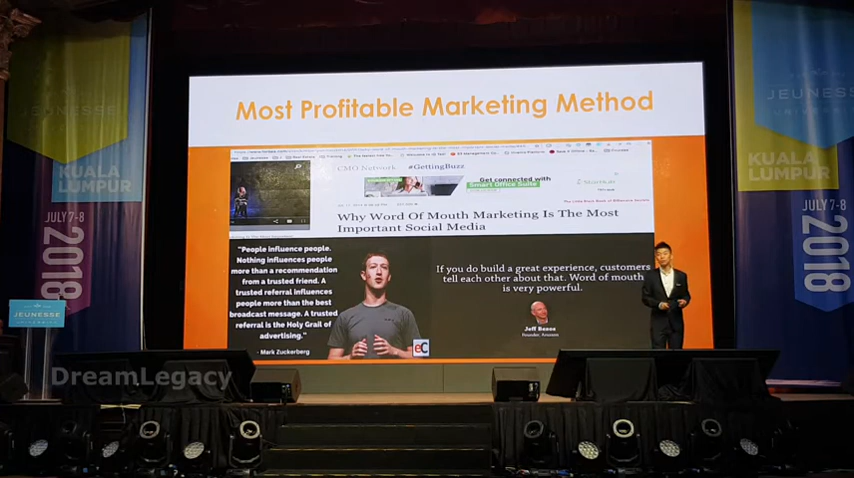 Most Profitable Marketing Method
CMO Network
#GettingBuzz
Get connected with
Smart Office Suite
Why Word Of Mouth Marketing Is The Most
Important Social Media
"People influence people.
Nothing influences people
more than a recommendation
from a trusted friend. A
trusted referral influences
people more than the best
broadcast message. A trusted
referral is the Holy Grail of
advertising."
- Mark Zuckerberg
eC
If you do build a great experience, customers
tell each other about that. Word of mouth
is very powerful.
Jeff Bezos
Founder, Amazon
JEUNESSE
KUALA
LUMPUR
JULY 7-8
2018
JEUNESSE
UNIVERSITY
KUALA
LUMPUR
JULY 7-8
2018
JEUNESSE
DreamLegacy